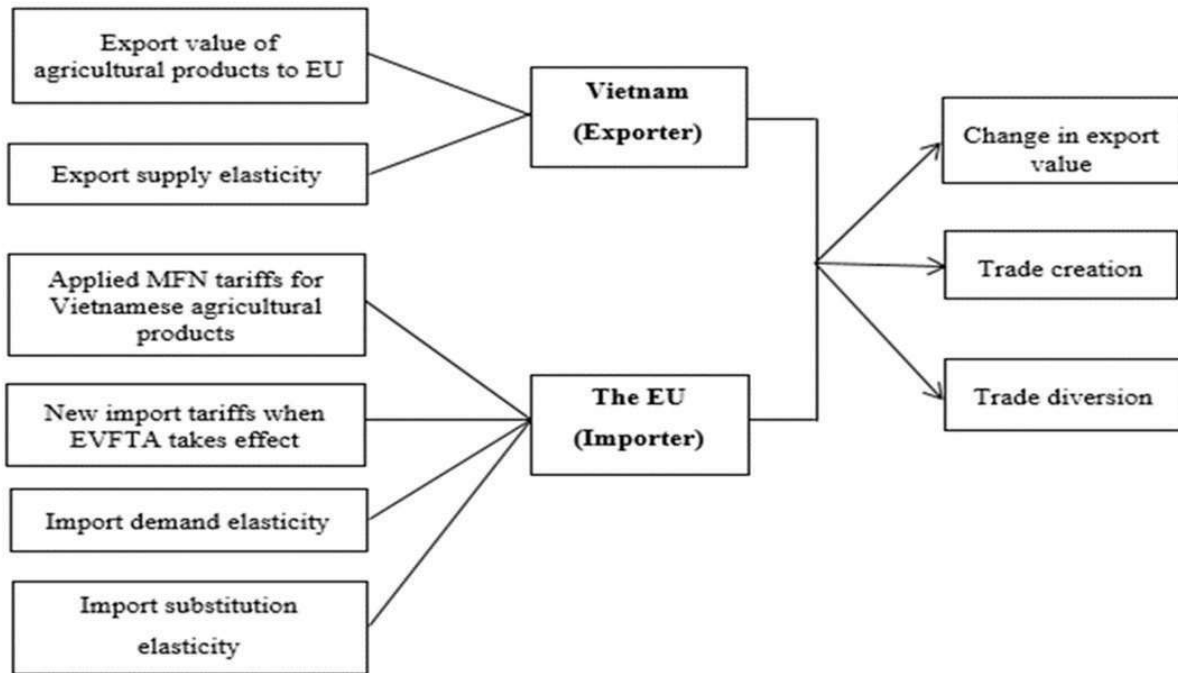 Export value of
agricultural products to EU
Export supply elasticity
Applied MFN tariffs for
Vietnamese agricultural
products
New import tariffs when
EVFTA takes effect
Import demand elasticity
Import substitution
elasticity
Vietnam
(Exporter)
The EU
(Importer)
Change in export
value
Trade creation
Trade diversion